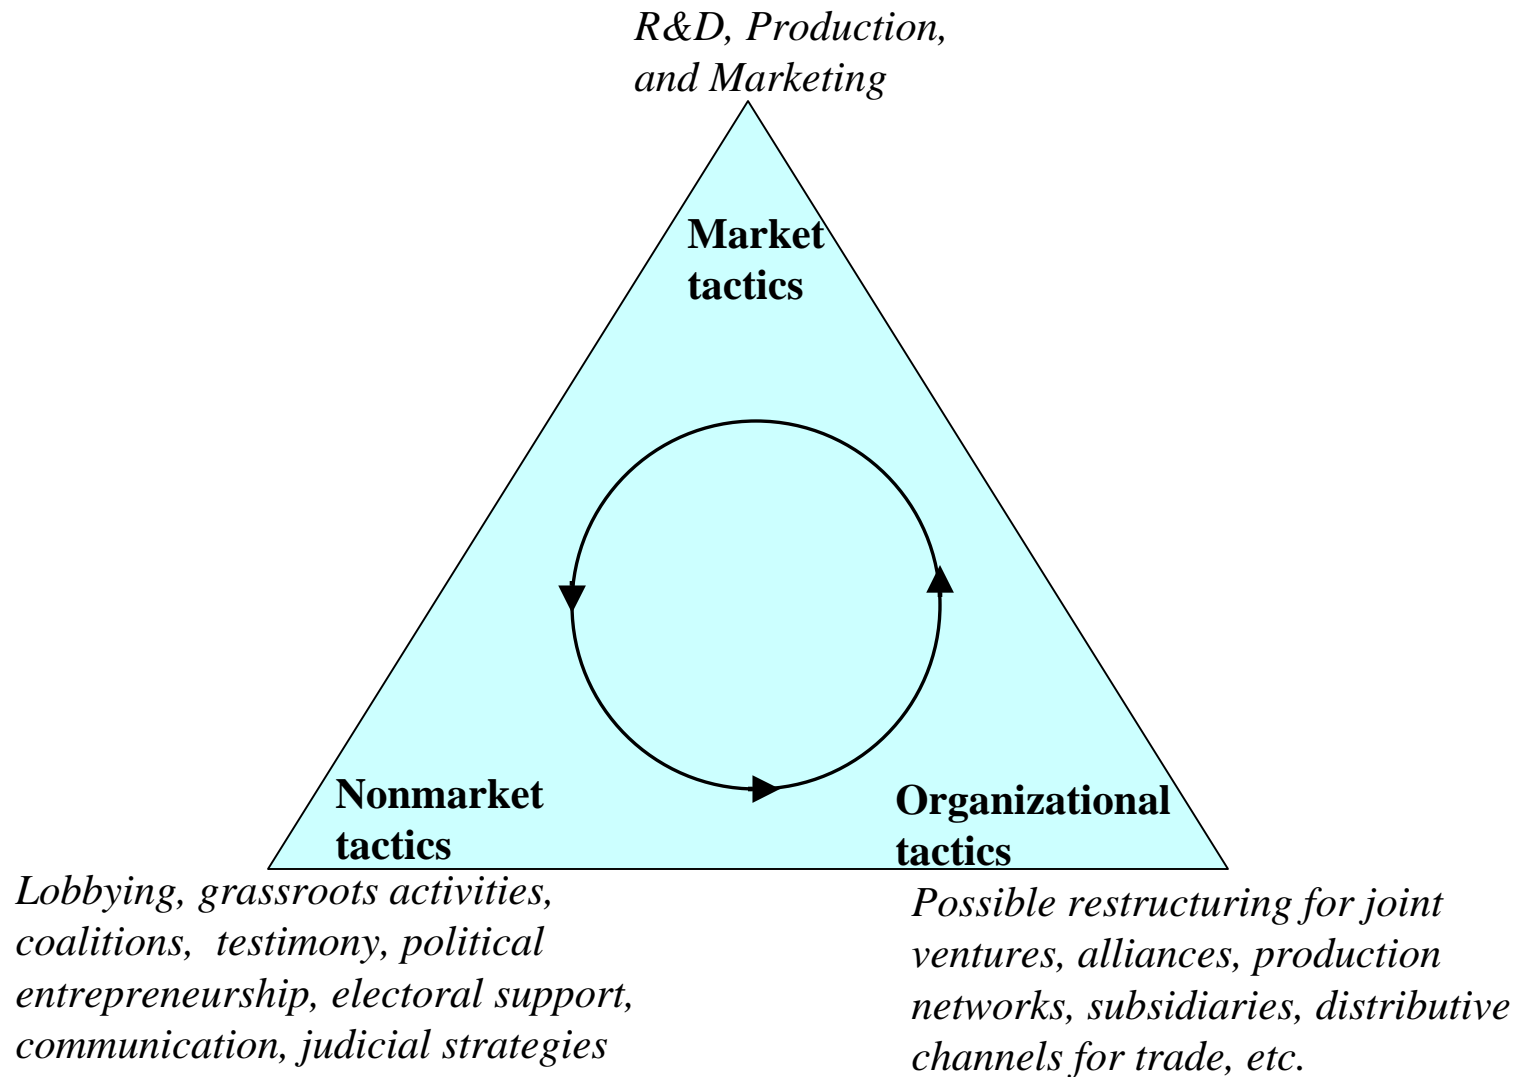 R&D, Production,
and Marketing
Market
tactics
Nonmarket
tactics
Organizational
tactics
Lobbying, grassroots activities,
coalitions,  testimony, political
entrepreneurship, electoral support,
communication, judicial strategies
Possible restructuring for joint
ventures, alliances, production
networks, subsidiaries, distributive
channels for trade, etc.